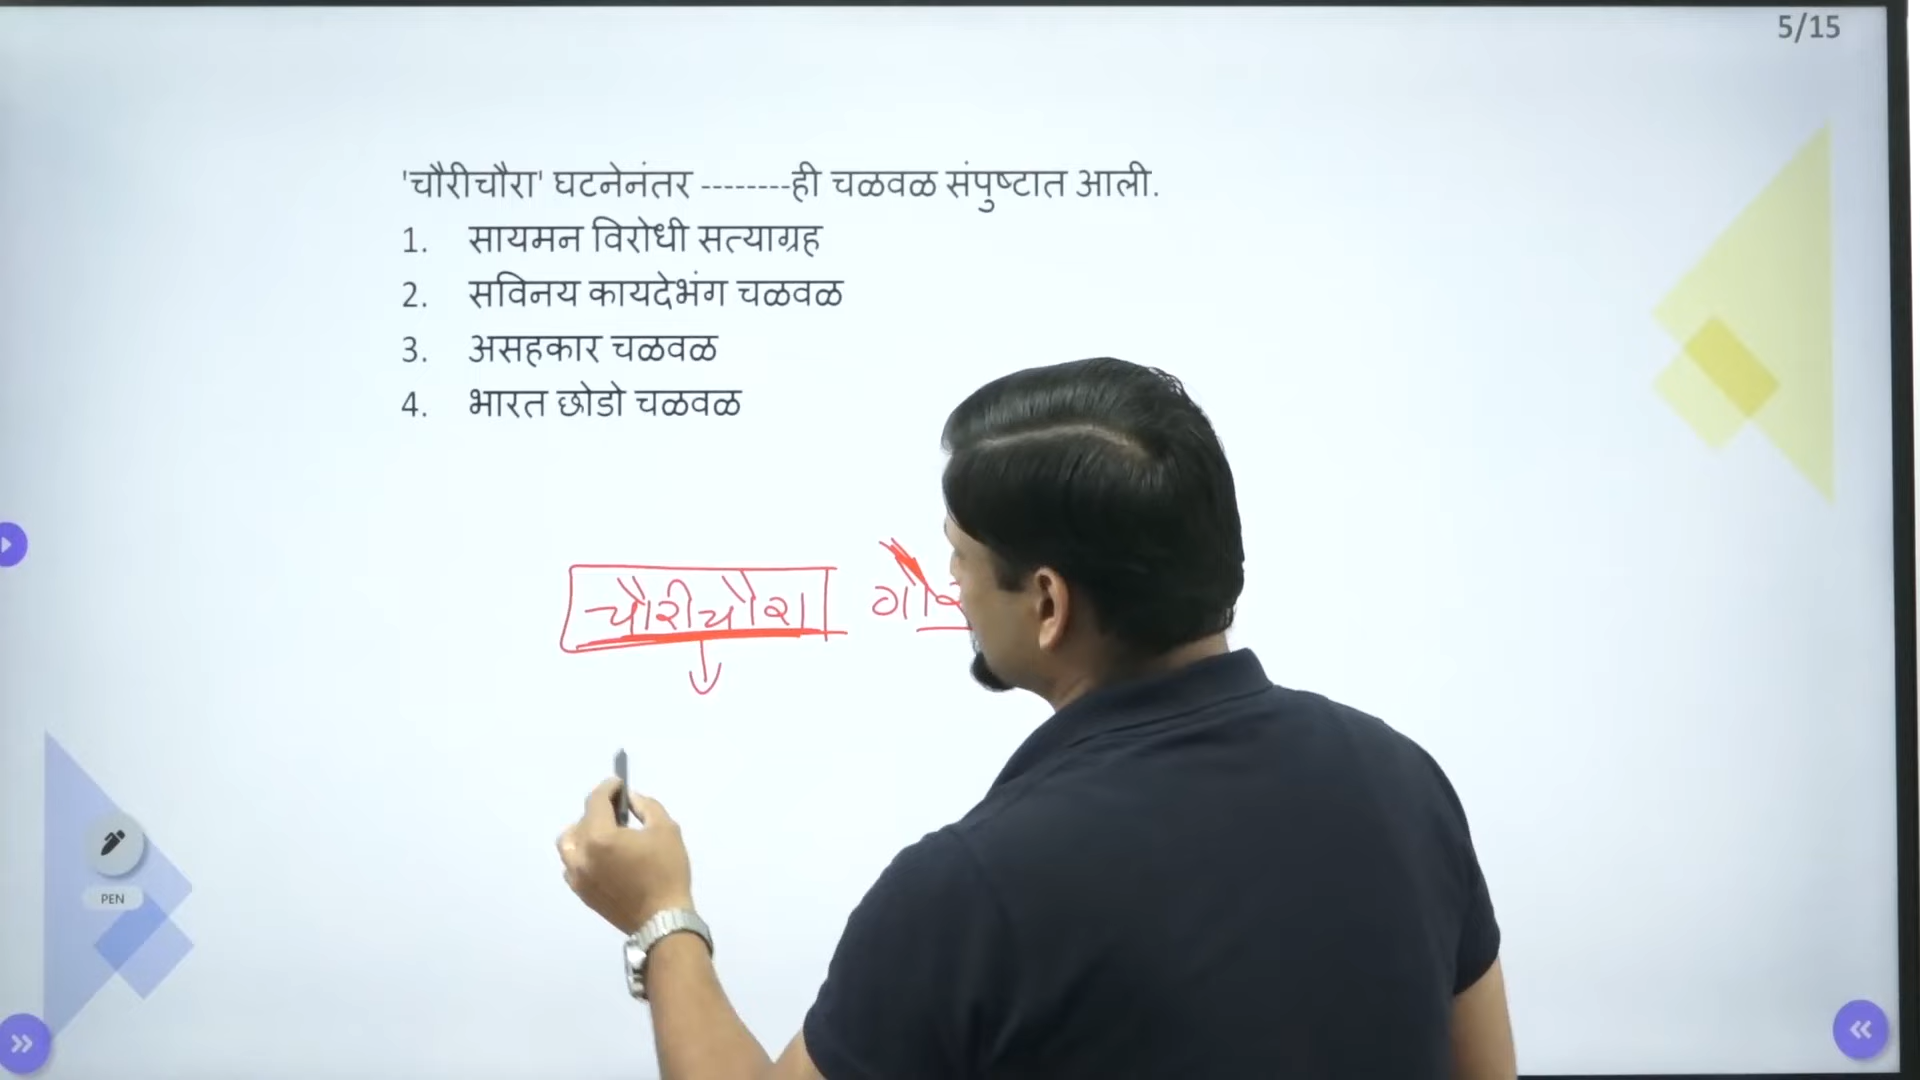 5/15
'चौरीचौरा' घटनेनंतर --------ही चळवळ संपुष्टात आली.
1. सायमन विरोधी सत्याग्रह
2. सविनय कायदेभंग चळवळ
3. असहकार चळवळ
4. भारत छोडो चळवळ
चौरीचौरा
PEN